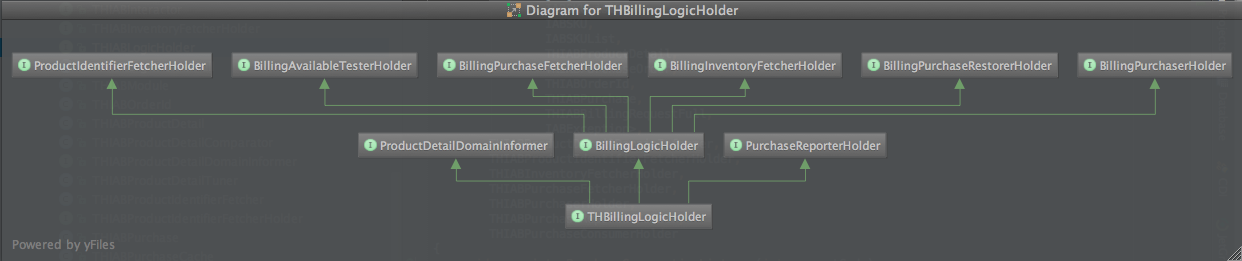 Diagram for THBillingLogicHolder
I ProductIdentifierFetcherHolder
I BillingAvailableTesterHolder
I BillingPurchaseFetcherHolder
I BillingInventoryFetcherHolder
I BillingPurchaseRestorerHolder
I BillingPurchaserHolder
I ProductDetailDomainInformer
I BillingLogicHolder
I PurchaseReporterHolder
I THBillingLogicHolder
Powered by yFiles